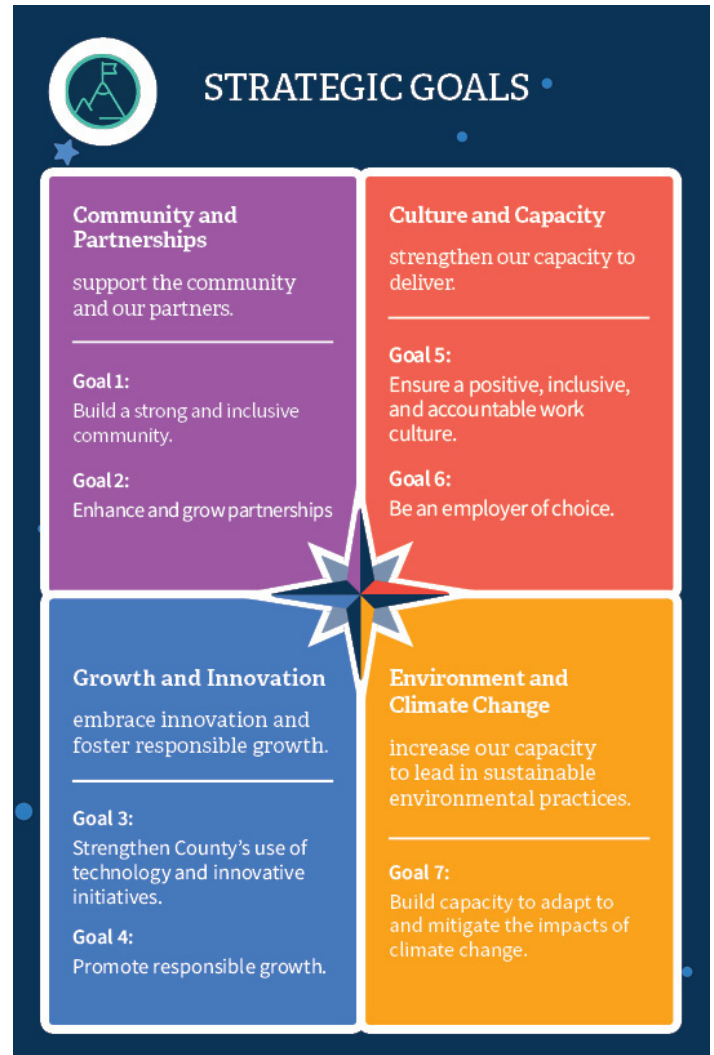 STRATEGIC GOALS
Community and
Partnerships
support the community
and our partners.
Goal 1:
Build a strong and inclusive
community.
Goal 2:
Enhance and grow partnerships
Culture and Capacity
strengthen our capacity to
deliver.
Goal 5:
Ensure a positive, inclusive,
and accountable work
culture.
Goal 6:
Be an employer of choice.
Growth and Innovation
embrace innovation and
foster responsible growth.
Goal 3:
Strengthen County’s use of
technology and innovative
initiatives.
Goal 4:
Promote responsible growth.
Environment and
Climate Change
increase our capacity
to lead in sustainable
environmental practices.
Goal 7:
Build capacity to adapt to
and mitigate the impacts of
climate change.